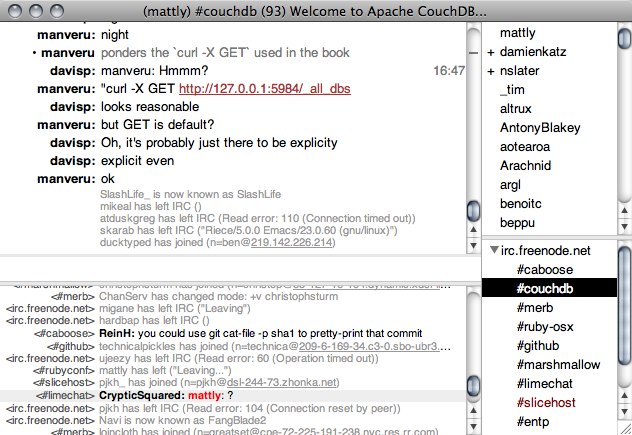 (mattly) #couchdb (93) Welcome to Apache CouchDB...
manveru: night
• manveru ponders the `curl -X GET` used in the book
davisp: manveru: Hmmm? 16:47
manveru: "curl -X GET http://127.0.0.1:5984/_all_dbs
davisp: looks reasonable
manveru: but GET is default?
davisp: Oh, it's probably just there to be explicity
davisp: explicit even
manveru: ok
SlashLife_ is now known as SlashLife
mikeal has left IRC ()
atduskgreg has left IRC (Read error: 110 (Connection timed out))
skarab has left IRC ("Riece/5.0.0 Emacs/23.0.60 (gnu/linux)")
ducktyped has joined (n=ben@219.142.226.214)
mattly
+ damienkatz
+ nslater
_tim
altrux
AntonyBlakey
aotearoa
Arachnid
argl
benoitc
beppu
irc.freenode.net
#caboose
#couchdb
#merb
#ruby-osx
#github
#marshmallow
#limechat
#slicehost
#entp
<#merb> ChanServ has changed mode: +v christophsturm
<irc.freenode.net> migane has left IRC ("Leaving")
<irc.freenode.net> hardbap has left IRC ()
<#caboose> ReinH: you could use git cat-file -p sha1 to pretty-print that commit
<#github> technicalpickles has joined (n=technica@209-6-169-34.c3-0.sbo-ubr3....
<irc.freenode.net> ujeezy has left IRC (Read error: 60 (Operation timed out))
<#rubyconf> mattly has left ("Leaving...")
<#slicehost> pjkh_ has joined (n=pjkh@dsl-244-73.zhonka.net)
<#limechat> CrypticSquared: mattly: ?
<irc.freenode.net> pjkh has left IRC (Read error: 104 (Connection reset by peer))
<irc.freenode.net> Navi is now known as FangBlade2
<#merb> loincloth has joined (n=greatset@cpe-72-225-191-238.nyc.res.rr.com)